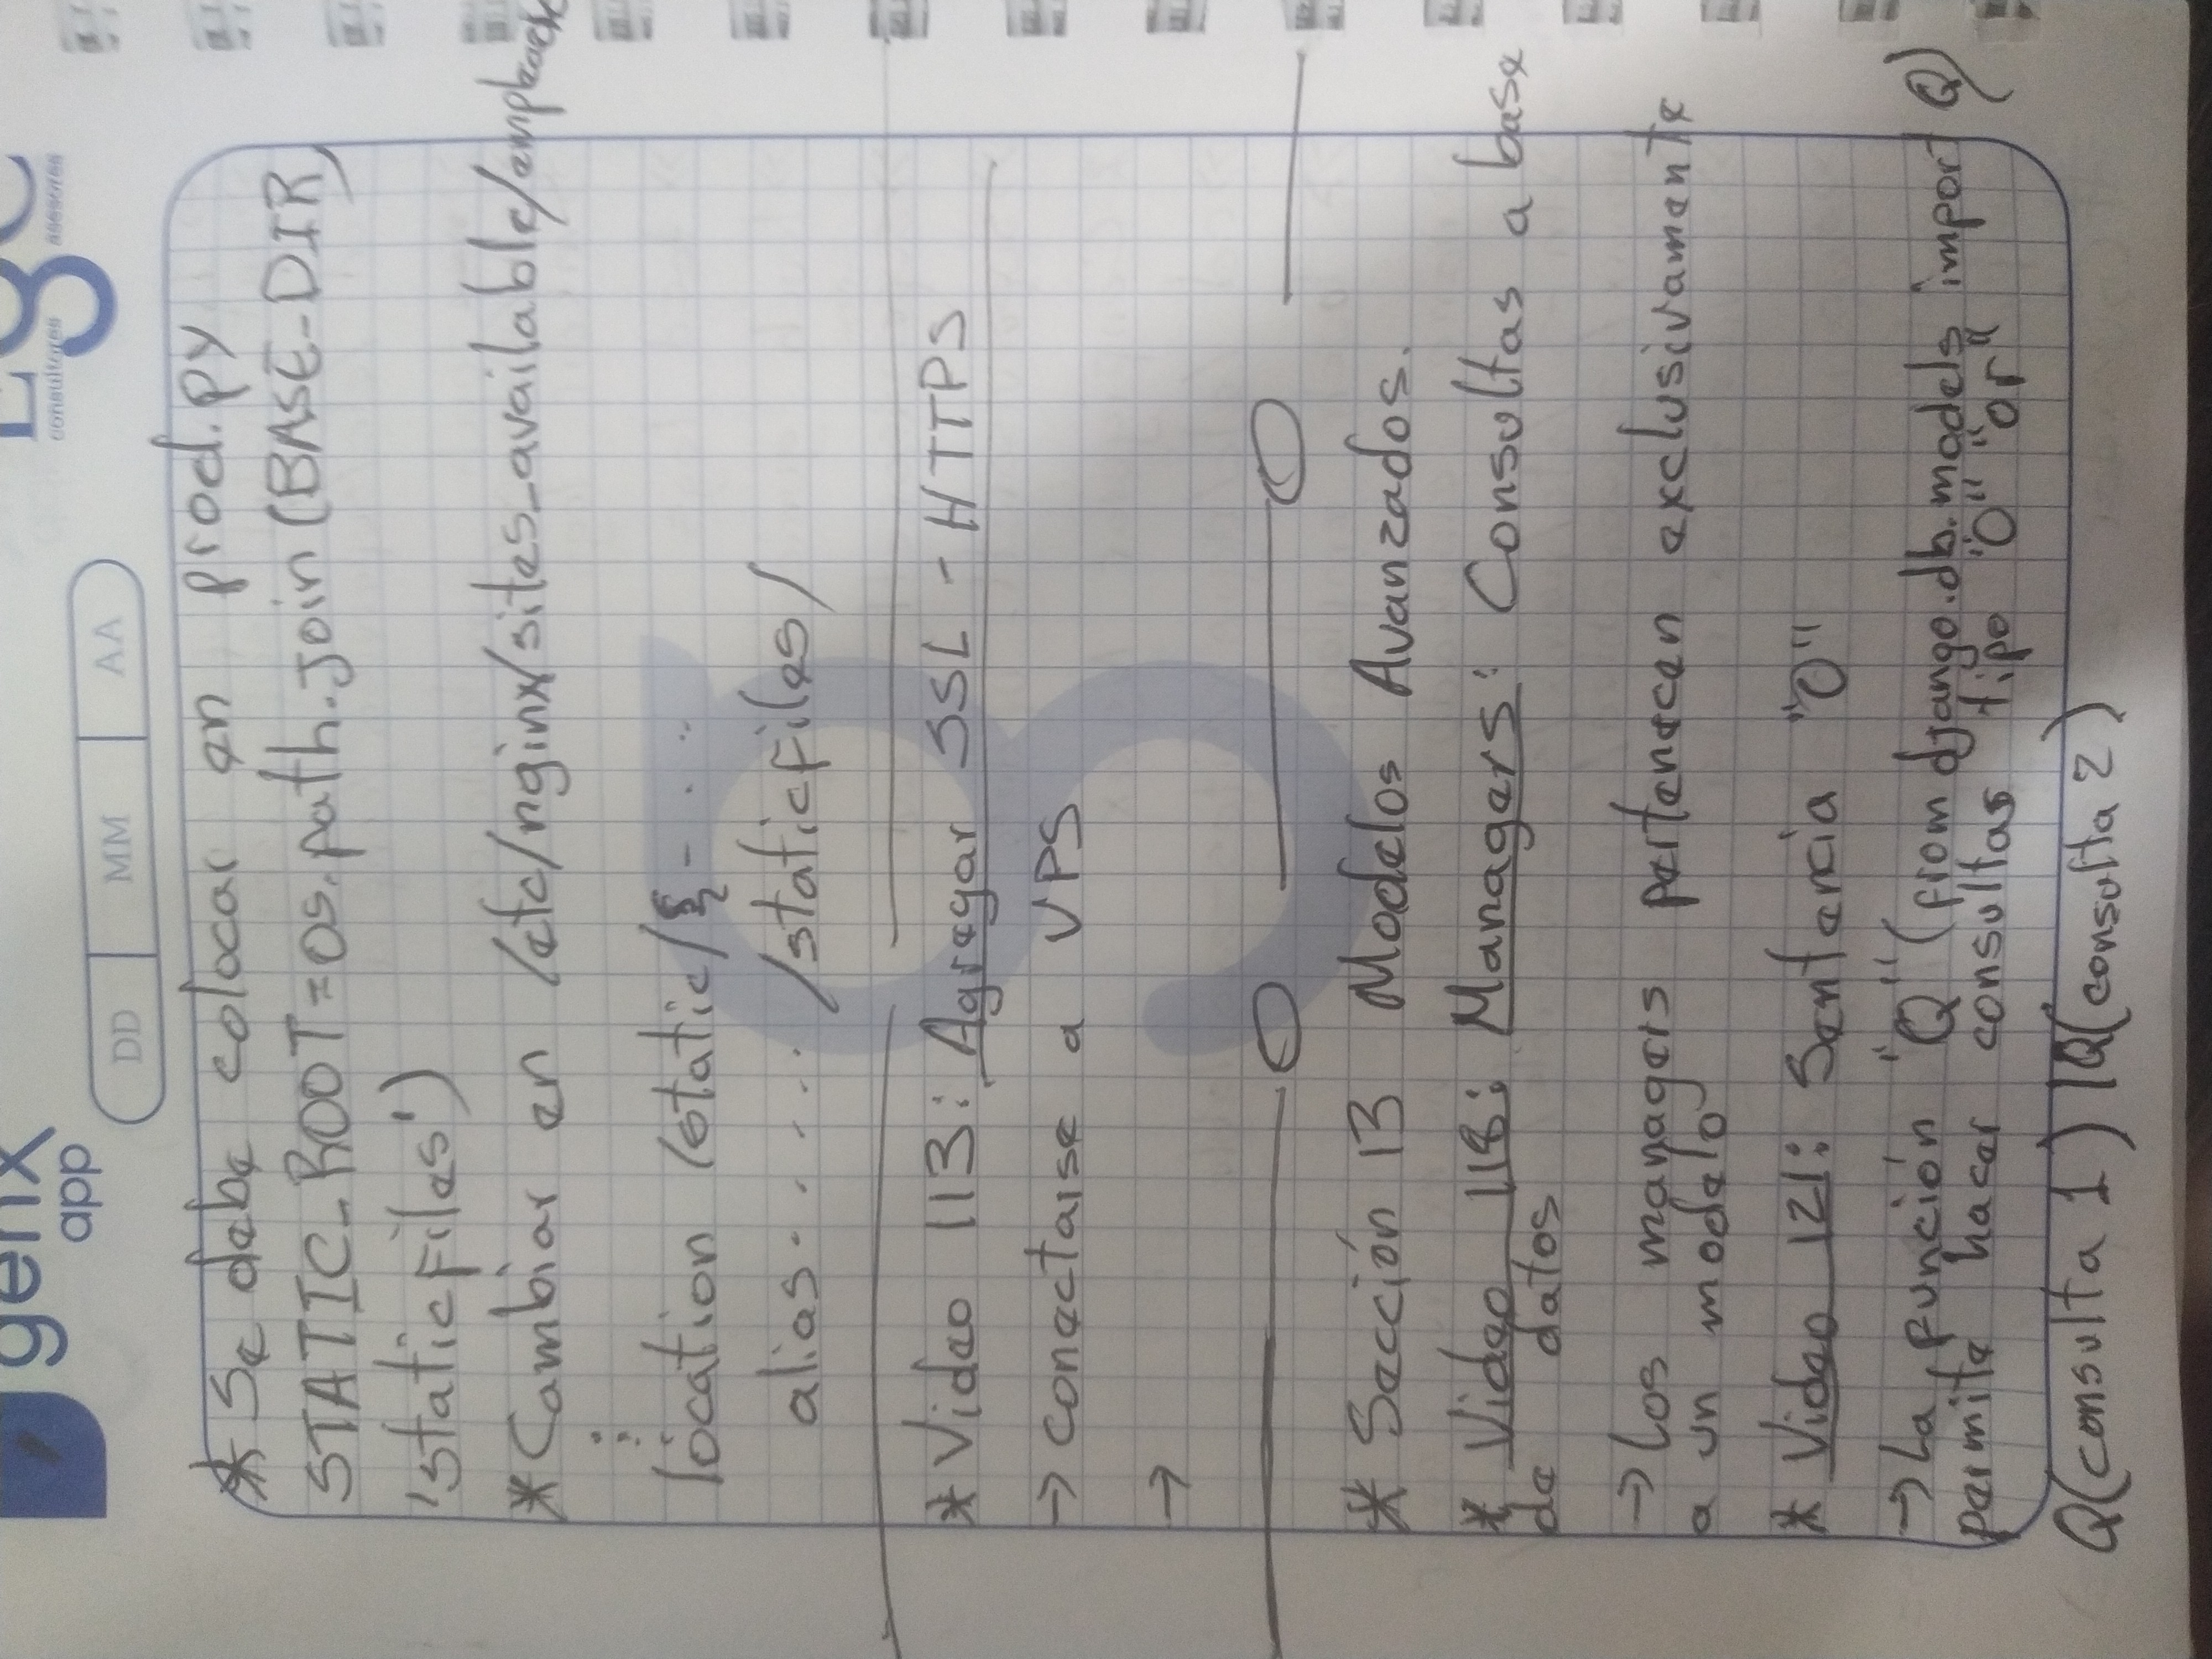 genx
app
EGC
consultores asesores
DD MM AA
* Se debe colocar en prod.py
STATIC_ROOT=os.path.join(BASE_DIR,
'staticfiles')
* Cambiar en /etc/nginx/sites_available/
⋮
location /static/{- . . -
alias. . . . . . /staticfiles/
* Video 113: Agregar SSL - HTTPS
→ conectarse a VPS
→
* Sección 13 Modelos Avanzados.
* Video 118: Managers: Consultas a base
de datos
→ Los managers pertenecen exclusivamente
a un modelo
* Video 121: Sentencia "O"
→ La función "Q" (from django.db.models import Q)
permite hacer consultas tipo "O" "or"
Q(consulta 1) | Q(consulta 2)